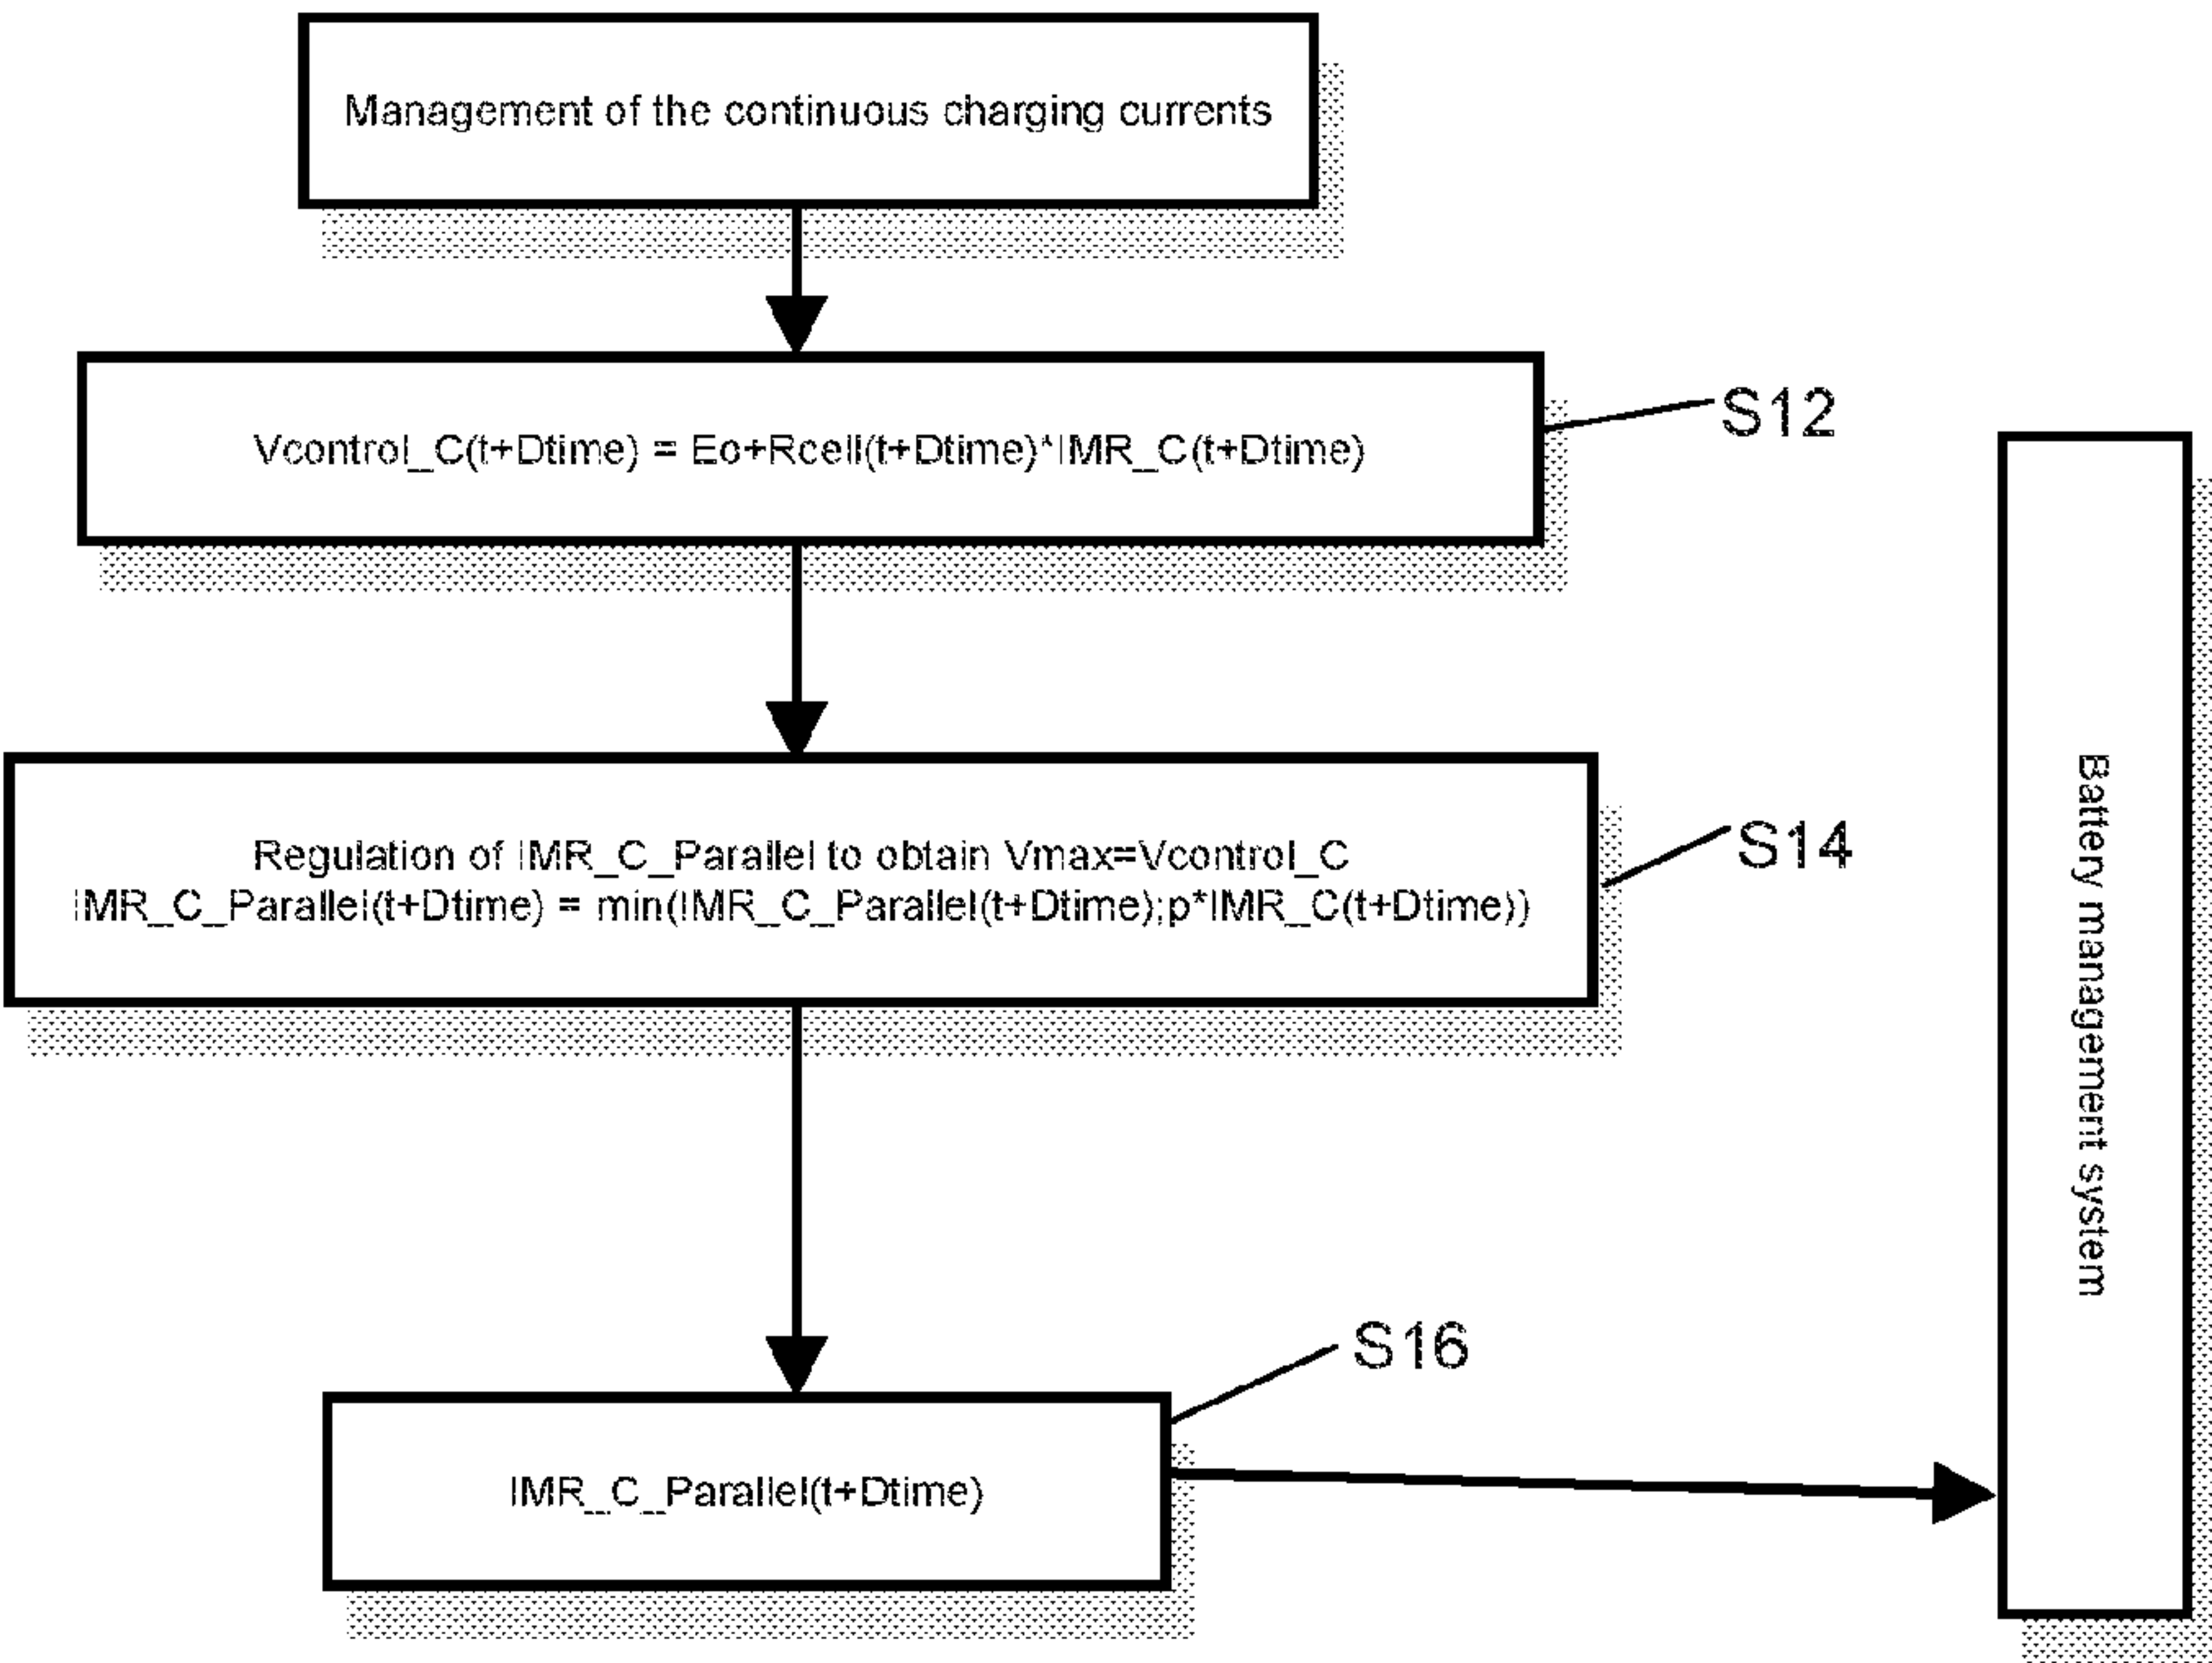 Management of the continuous charging currents
Vcontrol_C(t+Dtime) = Eo+Rcell(t+Dtime)*IMR_C(t+Dtime)
S12
Regulation of IMR_C_Parallel to obtain Vmax=Vcontrol_C
IMR_C_Parallel(t+Dtime) = min(IMR_C_Parallel(t+Dtime);p*IMR_C(t+Dtime))
S14
IMR_C_Parallel(t+Dtime)
S16
Battery management system